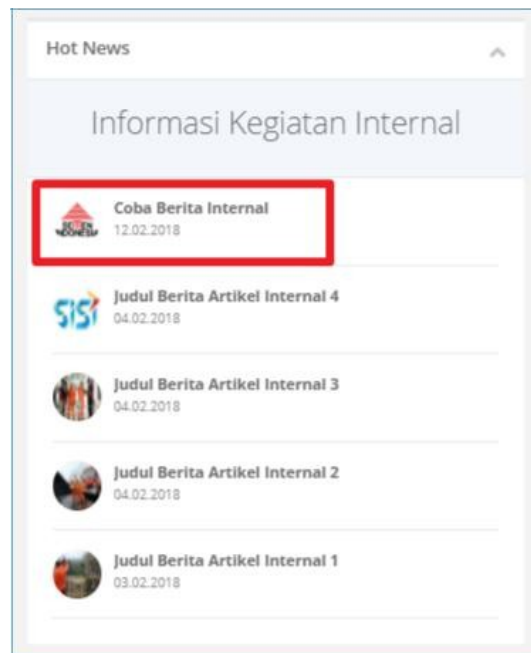 Hot News
Informasi Kegiatan Internal
Coba Berita Internal
SEMEN
INDONESIA
12.02.2018
Judul Berita Artikel Internal 4
sisi
04.02.2018
Judul Berita Artikel Internal 3
04.02.2018
Judul Berita Artikel Internal 2
04.02.2018
Judul Berita Artikel Internal 1
03.02.2018